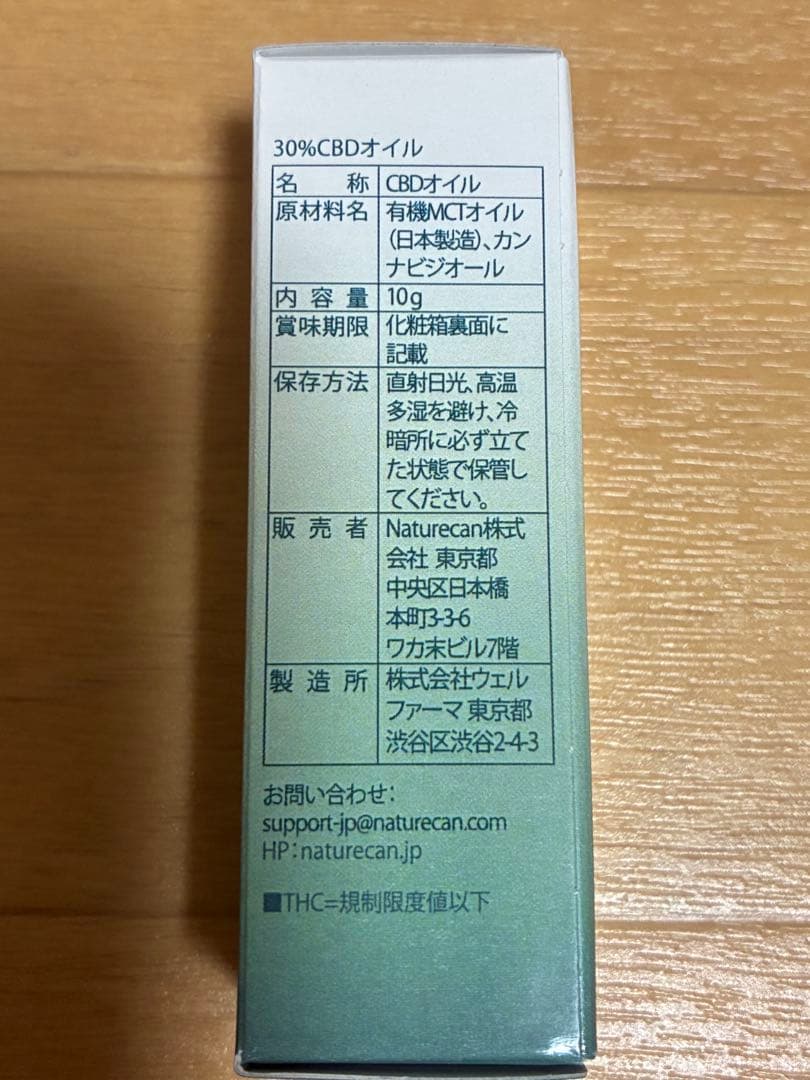 30%CBDオイル
名称 CBDオイル
原材料名 有機MCTオイル
(日本製造)、カン
ナビジオール
内容量 10g
賞味期限 化粧箱裏面に
記載
保存方法 直射日光、高温
多湿を避け、冷
暗所に必ず立て
た状態で保管し
てください。
販売者 Naturecan株式
会社 東京都
中央区日本橋
本町3-3-6
ワカ末ビル7階
製造所 株式会社ウェル
ファーマ 東京都
渋谷区渋谷2-4-3
お問い合わせ:
support-jp@naturecan.com
HP:naturecan.jp
■THC=規制限度値以下